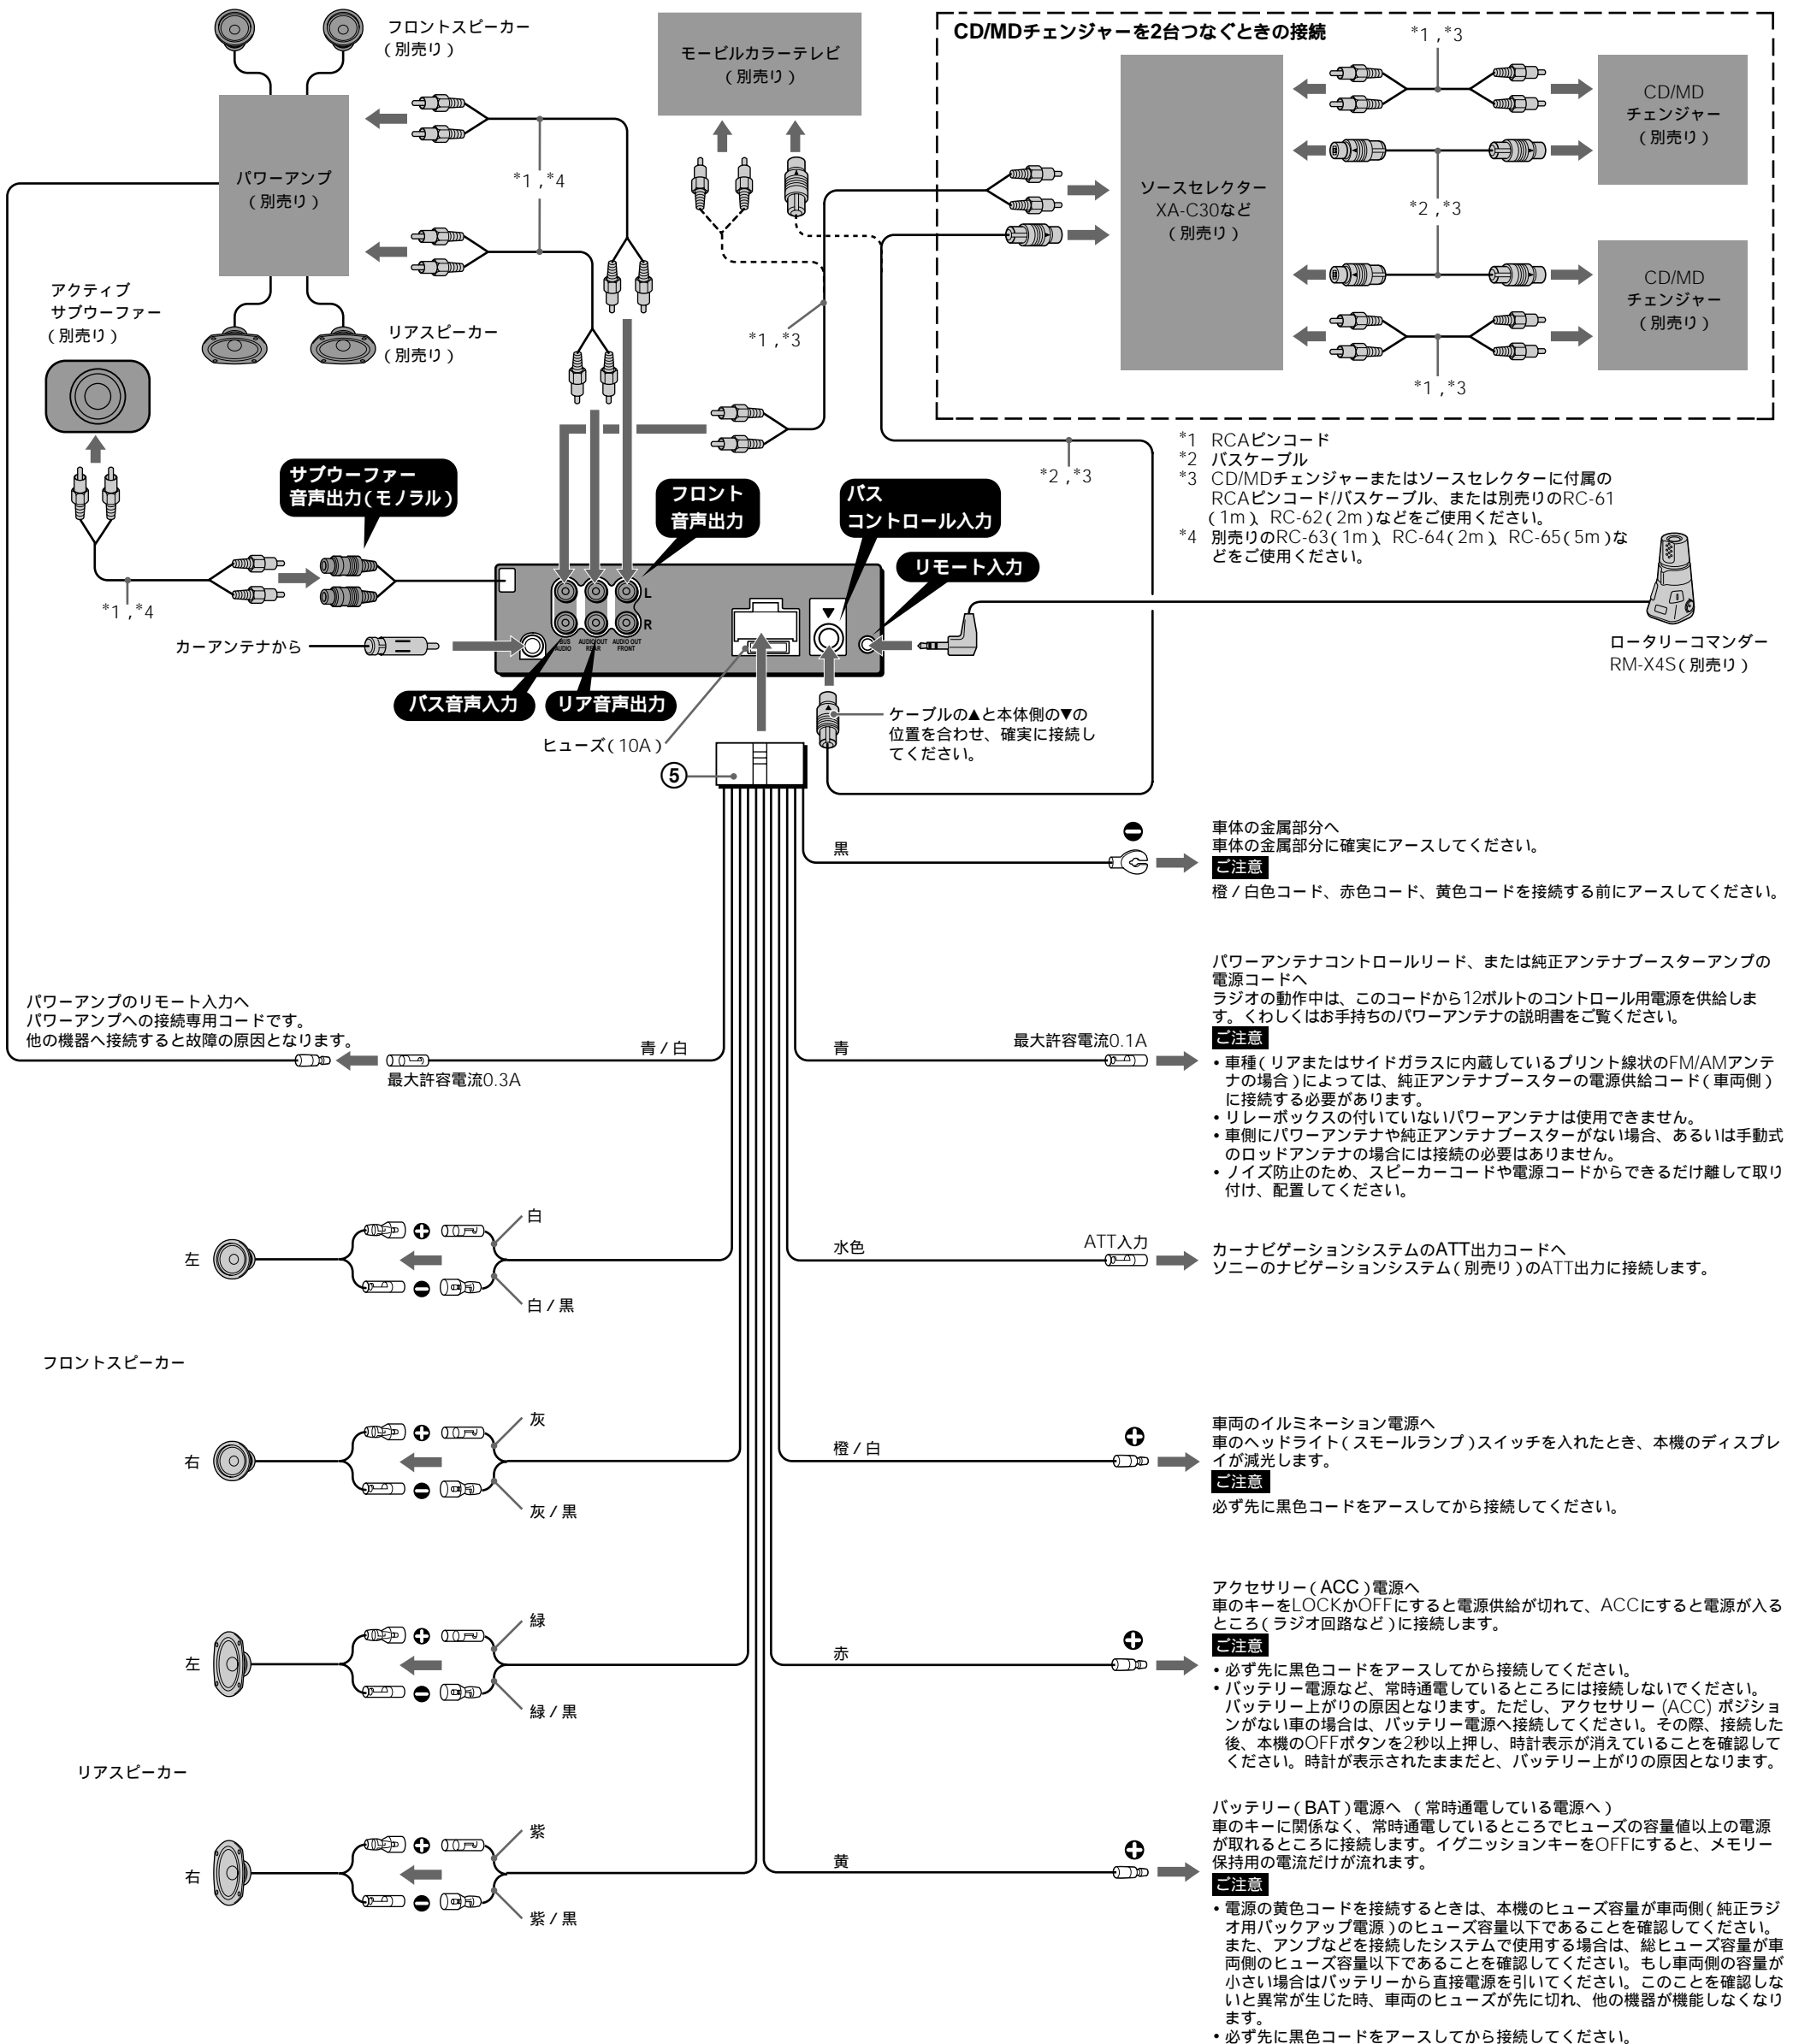 フロントスピーカー
(別売り)
モービルカラーテレビ
(別売り)
CD/MDチェンジャーを2台つなぐときの接続
*1 ,*3
CD/MD
チェンジャー
(別売り)
パワーアンプ
(別売り)
*1 ,*4
ソースセレクター
XA-C30など
(別売り)
*2 ,*3
アクティブ
サブウーファー
(別売り)
リアスピーカー
(別売り)
*1 ,*3
CD/MD
チェンジャー
(別売り)
*1 ,*3
*1 RCAピンコード
*2 バスケーブル
*3 CD/MDチェンジャーまたはソースセレクターに付属の
RCAピンコード/バスケーブル、または別売りのRC-61
(1m)、RC-62(2m)などをご使用ください。
*4 別売りのRC-63(1m)、RC-64(2m)、RC-65(5m)な
どをご使用ください。
*2 ,*3
サブウーファー
音声出力(モノラル)
フロント
音声出力
バス
コントロール入力
リモート入力
*1 ,*4
L
R
BUS
AUDIO
AUDIO OUT
REAR
AUDIO OUT
FRONT
カーアンテナから
ロータリーコマンダー
RM-X4S(別売り)
バス音声入力
リア音声出力
ヒューズ(10A)
ケーブルの▲と本体側の▼の
位置を合わせ、確実に接続し
てください。
⑤
黒
車体の金属部分へ
車体の金属部分に確実にアースしてください。
ご注意
橙/白色コード、赤色コード、黄色コードを接続する前にアースしてください。
パワーアンプのリモート入力へ
パワーアンプへの接続専用コードです。
他の機器へ接続すると故障の原因となります。
青/白
最大許容電流0.3A
青
最大許容電流0.1A
パワーアンテナコントロールリード、または純正アンテナブースターアンプの
電源コードへ
ラジオの動作中は、このコードから12ボルトのコントロール用電源を供給しま
す。くわしくはお手持ちのパワーアンテナの説明書をご覧ください。
ご注意
•車種(リアまたはサイドガラスに内蔵しているプリント線状のFM/AMアンテ
ナの場合)によっては、純正アンテナブースターの電源供給コード(車両側)
に接続する必要があります。
•リレーボックスの付いていないパワーアンテナは使用できません。
•車側にパワーアンテナや純正アンテナブースターがない場合、あるいは手動式
のロッドアンテナの場合には接続の必要はありません。
•ノイズ防止のため、スピーカーコードや電源コードからできるだけ離して取り
付け、配置してください。
白
左
白/黒
水色
ATT入力
カーナビゲーションシステムのATT出力コードへ
ソニーのナビゲーションシステム(別売り)のATT出力に接続します。
フロントスピーカー
灰
右
灰/黒
橙/白
車両のイルミネーション電源へ
車のヘッドライト(スモールランプ)スイッチを入れたとき、本機のディスプレ
イが減光します。
ご注意
必ず先に黒色コードをアースしてから接続してください。
緑
左
緑/黒
赤
アクセサリー(ACC)電源へ
車のキーをLOCKかOFFにすると電源供給が切れて、ACCにすると電源が入る
ところ(ラジオ回路など)に接続します。
ご注意
•必ず先に黒色コードをアースしてから接続してください。
•バッテリー電源など、常時通電しているところには接続しないでください。
バッテリー上がりの原因となります。ただし、アクセサリー (ACC) ポジショ
ンがない車の場合は、バッテリー電源へ接続してください。その際、接続した
後、本機のOFFボタンを2秒以上押し、時計表示が消えていることを確認して
ください。時計が表示されたままだと、バッテリー上がりの原因となります。
リアスピーカー
紫
右
紫/黒
黄
バッテリー(BAT)電源へ (常時通電している電源へ)
車のキーに関係なく、常時通電しているところでヒューズの容量値以上の電源
が取れるところに接続します。イグニッションキーをOFFにすると、メモリー
保持用の電流だけが流れます。
ご注意
•電源の黄色コードを接続するときは、本機のヒューズ容量が車両側(純正ラジ
オ用バックアップ電源)のヒューズ容量以下であることを確認してください。
また、アンプなどを接続したシステムで使用する場合は、総ヒューズ容量が車
両側のヒューズ容量以下であることを確認してください。もし車両側の容量が
小さい場合はバッテリーから直接電源を引いてください。このことを確認しな
いと異常が生じた時、車両のヒューズが先に切れ、他の機器が機能しなくなり
ます。
•必ず先に黒色コードをアースしてから接続してください。